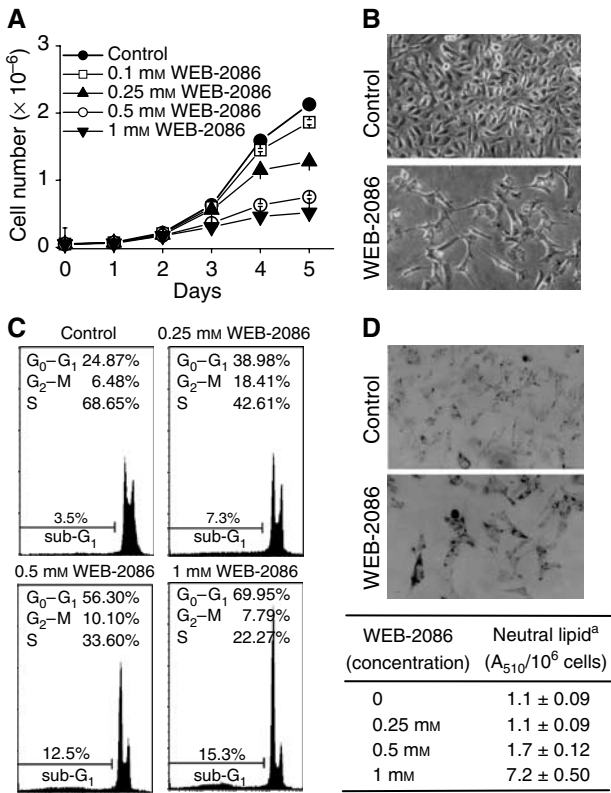 A
Cell number (× 10⁻⁶)
3
2
1
0
Control
0.1 mM WEB-2086
0.25 mM WEB-2086
0.5 mM WEB-2086
1 mM WEB-2086
0 1 2 3 4 5
Days
B
Control
WEB-2086
C
Control
G₀–G₁ 24.87%
G₂–M 6.48%
S 68.65%
3.5%
sub-G₁
0.25 mM WEB-2086
G₀–G₁ 38.98%
G₂–M 18.41%
S 42.61%
7.3%
sub-G₁
0.5 mM WEB-2086
G₀–G₁ 56.30%
G₂–M 10.10%
S 33.60%
12.5%
sub-G₁
1 mM WEB-2086
G₀–G₁ 69.95%
G₂–M 7.79%
S 22.27%
15.3%
sub-G₁
D
Control
WEB-2086
WEB-2086 Neutral lipidᵃ
(concentration) (A₅₁₀/10⁶ cells)
0 1.1 ± 0.09
0.25 mM 1.1 ± 0.09
0.5 mM 1.7 ± 0.12
1 mM 7.2 ± 0.50